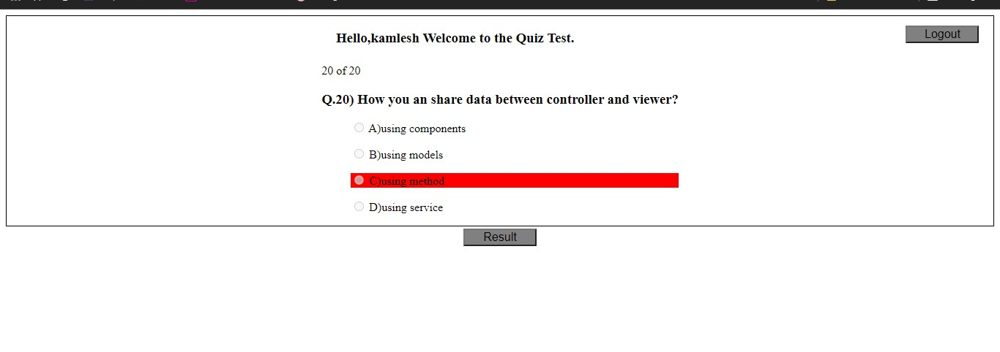 Hello,kamlesh Welcome to the Quiz Test.
Logout
20 of 20
Q.20) How you an share data between controller and viewer?
A)using components
B)using models
C)using method
D)using service
Result